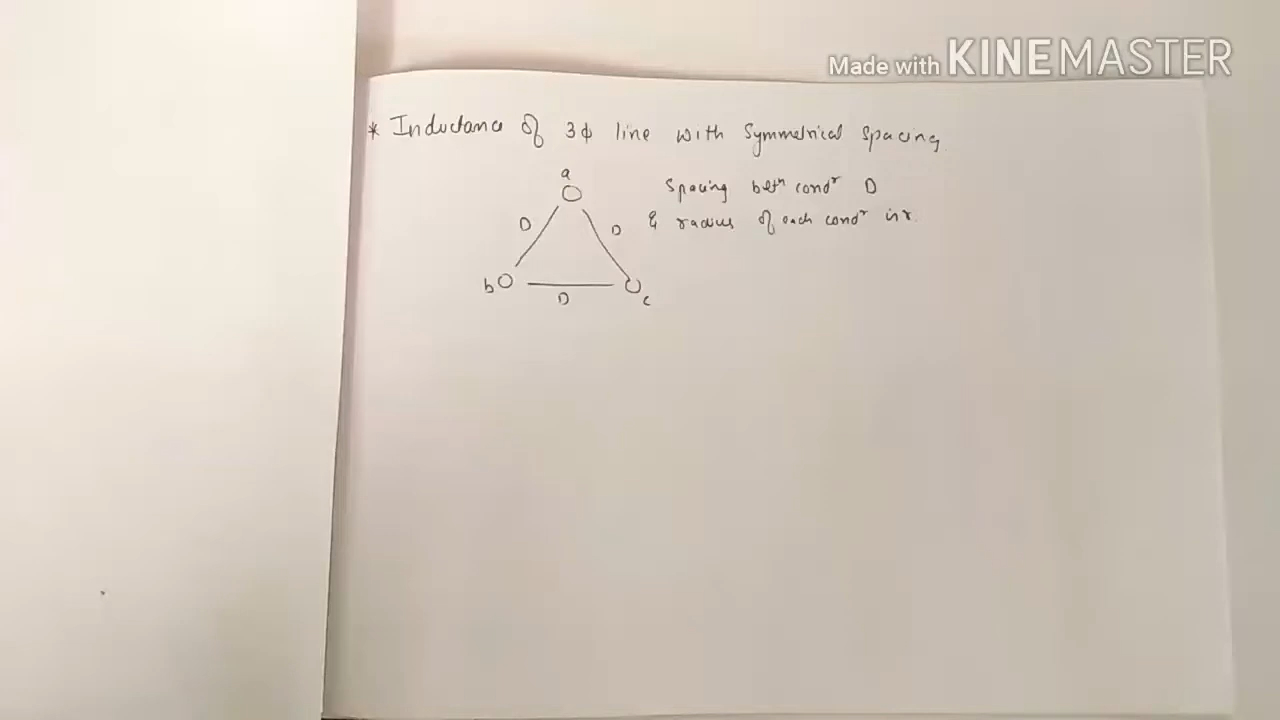 Made with KINEMASTER
* Inductance of 3ϕ line with Symmetrical Spacing
a
Spacing betn condr D
D
D
& radius of each condr is r.
b
D
c